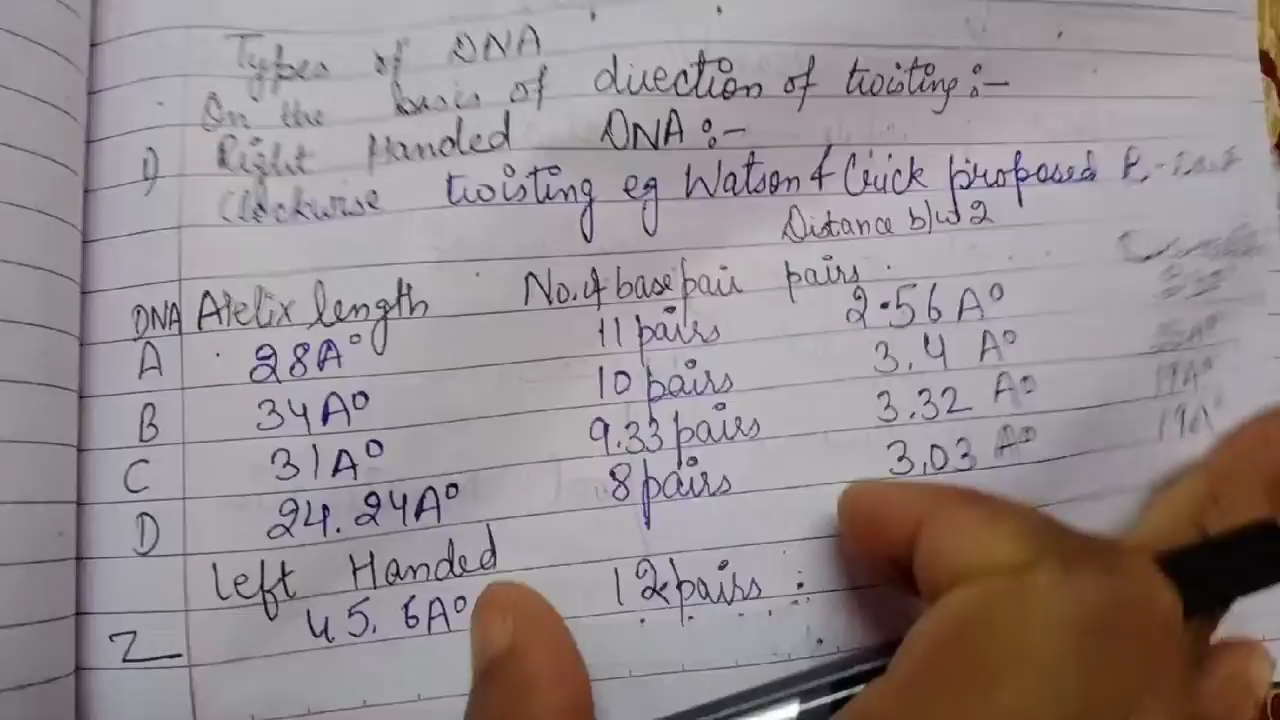 Types of DNA
On the basis of direction of twisting :-
1) Right Handed DNA :-
Clockwise twisting eg Watson & Crick proposed
Distance b/w 2
DNA Helix length No. of base pair pairs
A 28A° 11 pairs 2.56 A°
B 34A° 10 pairs 3.4 A°
C 31A° 9.33 pairs 3.32 A°
D 24.24A° 8 pairs 3.03 A°
left Handed
Z 45.6A° 12 pairs